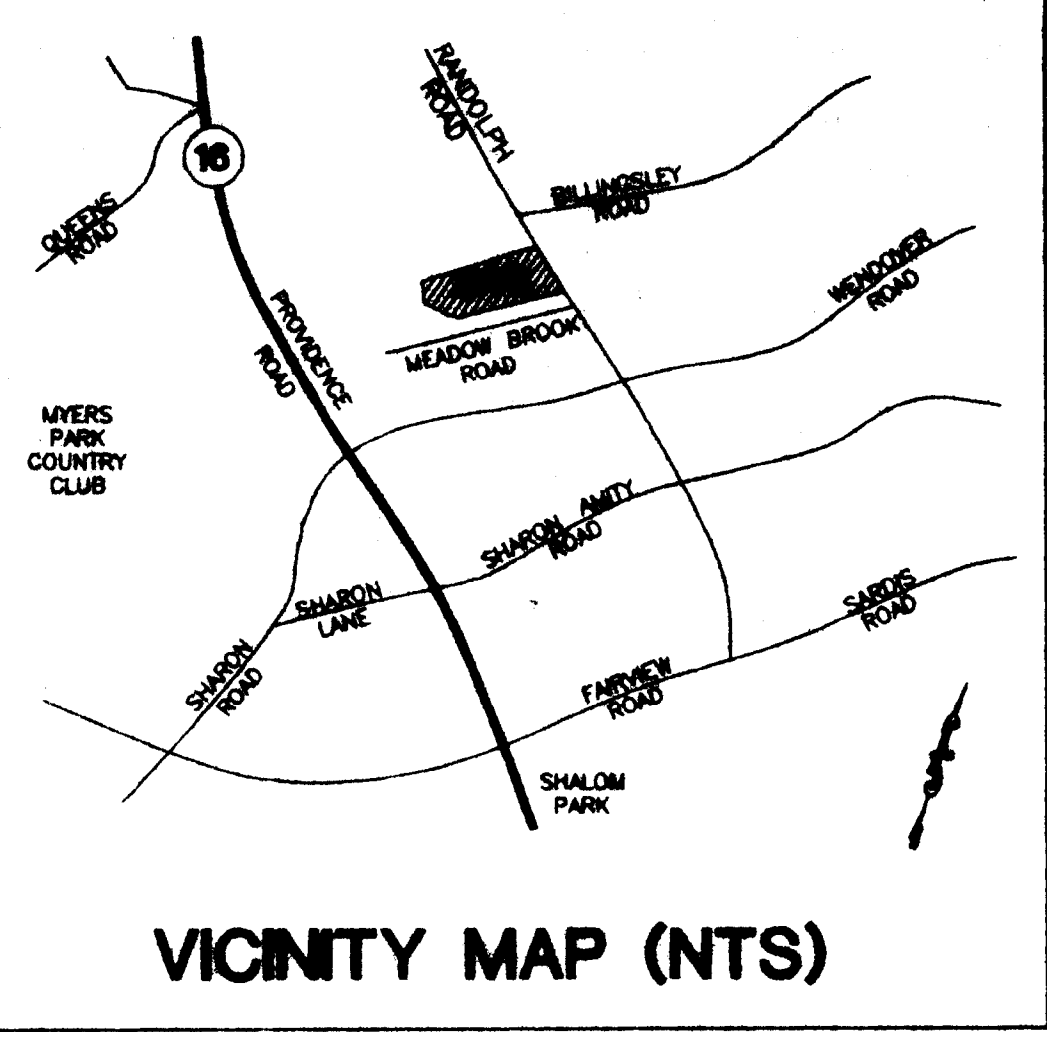 RANDOLPH
ROAD
16
BILLINGSLEY
ROAD
QUEENS
ROAD
WENDOVER
ROAD
PROVIDENCE
ROAD
MEADOW BROOK
ROAD
MYERS
PARK
COUNTRY
CLUB
SHARON AMITY
ROAD
SHARON
LANE
SARDIS
ROAD
SHARON
ROAD
FAIRVIEW
ROAD
SHALOM
PARK
VICINITY MAP (NTS)